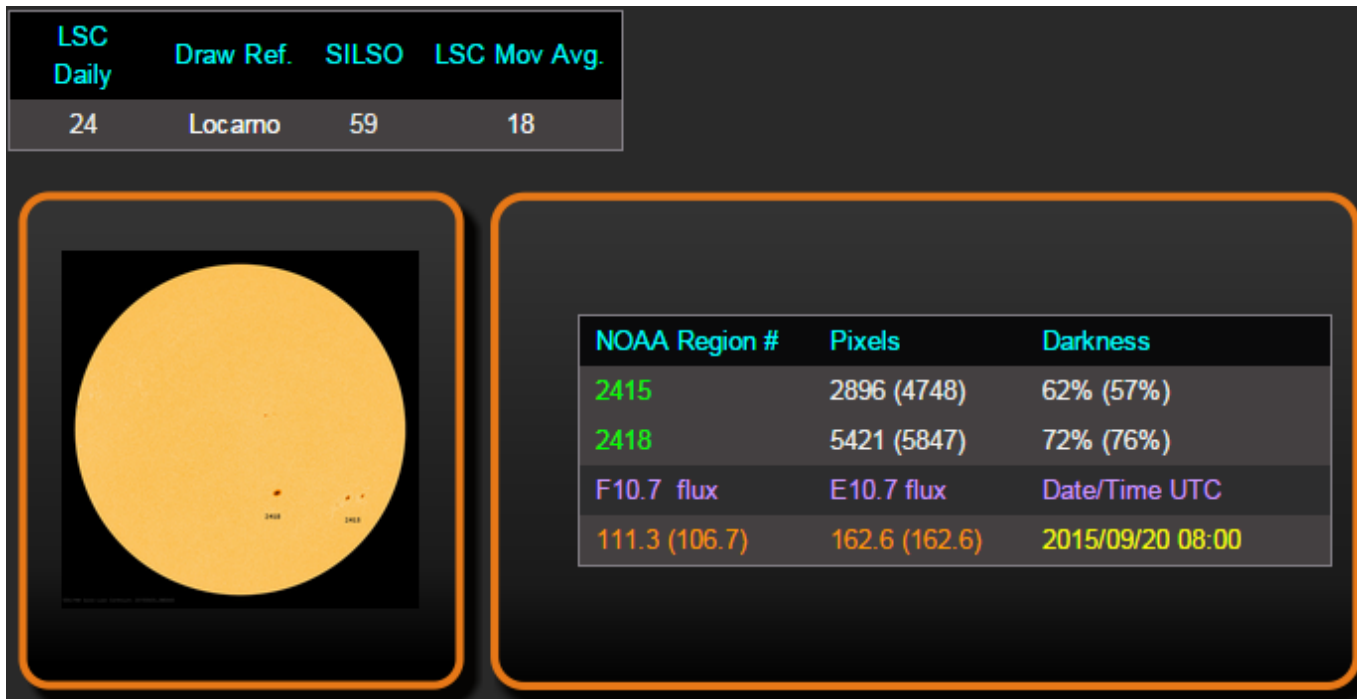 LSC Daily Draw Ref. SILSO LSC Mov Avg.
24 Locarno 59 18
NOAA Region # Pixels Darkness
2415 2896 (4748) 62% (57%)
2418 5421 (5847) 72% (76%)
F10.7 flux E10.7 flux Date/Time UTC
111.3 (106.7) 162.6 (162.6) 2015/09/20 08:00
2418